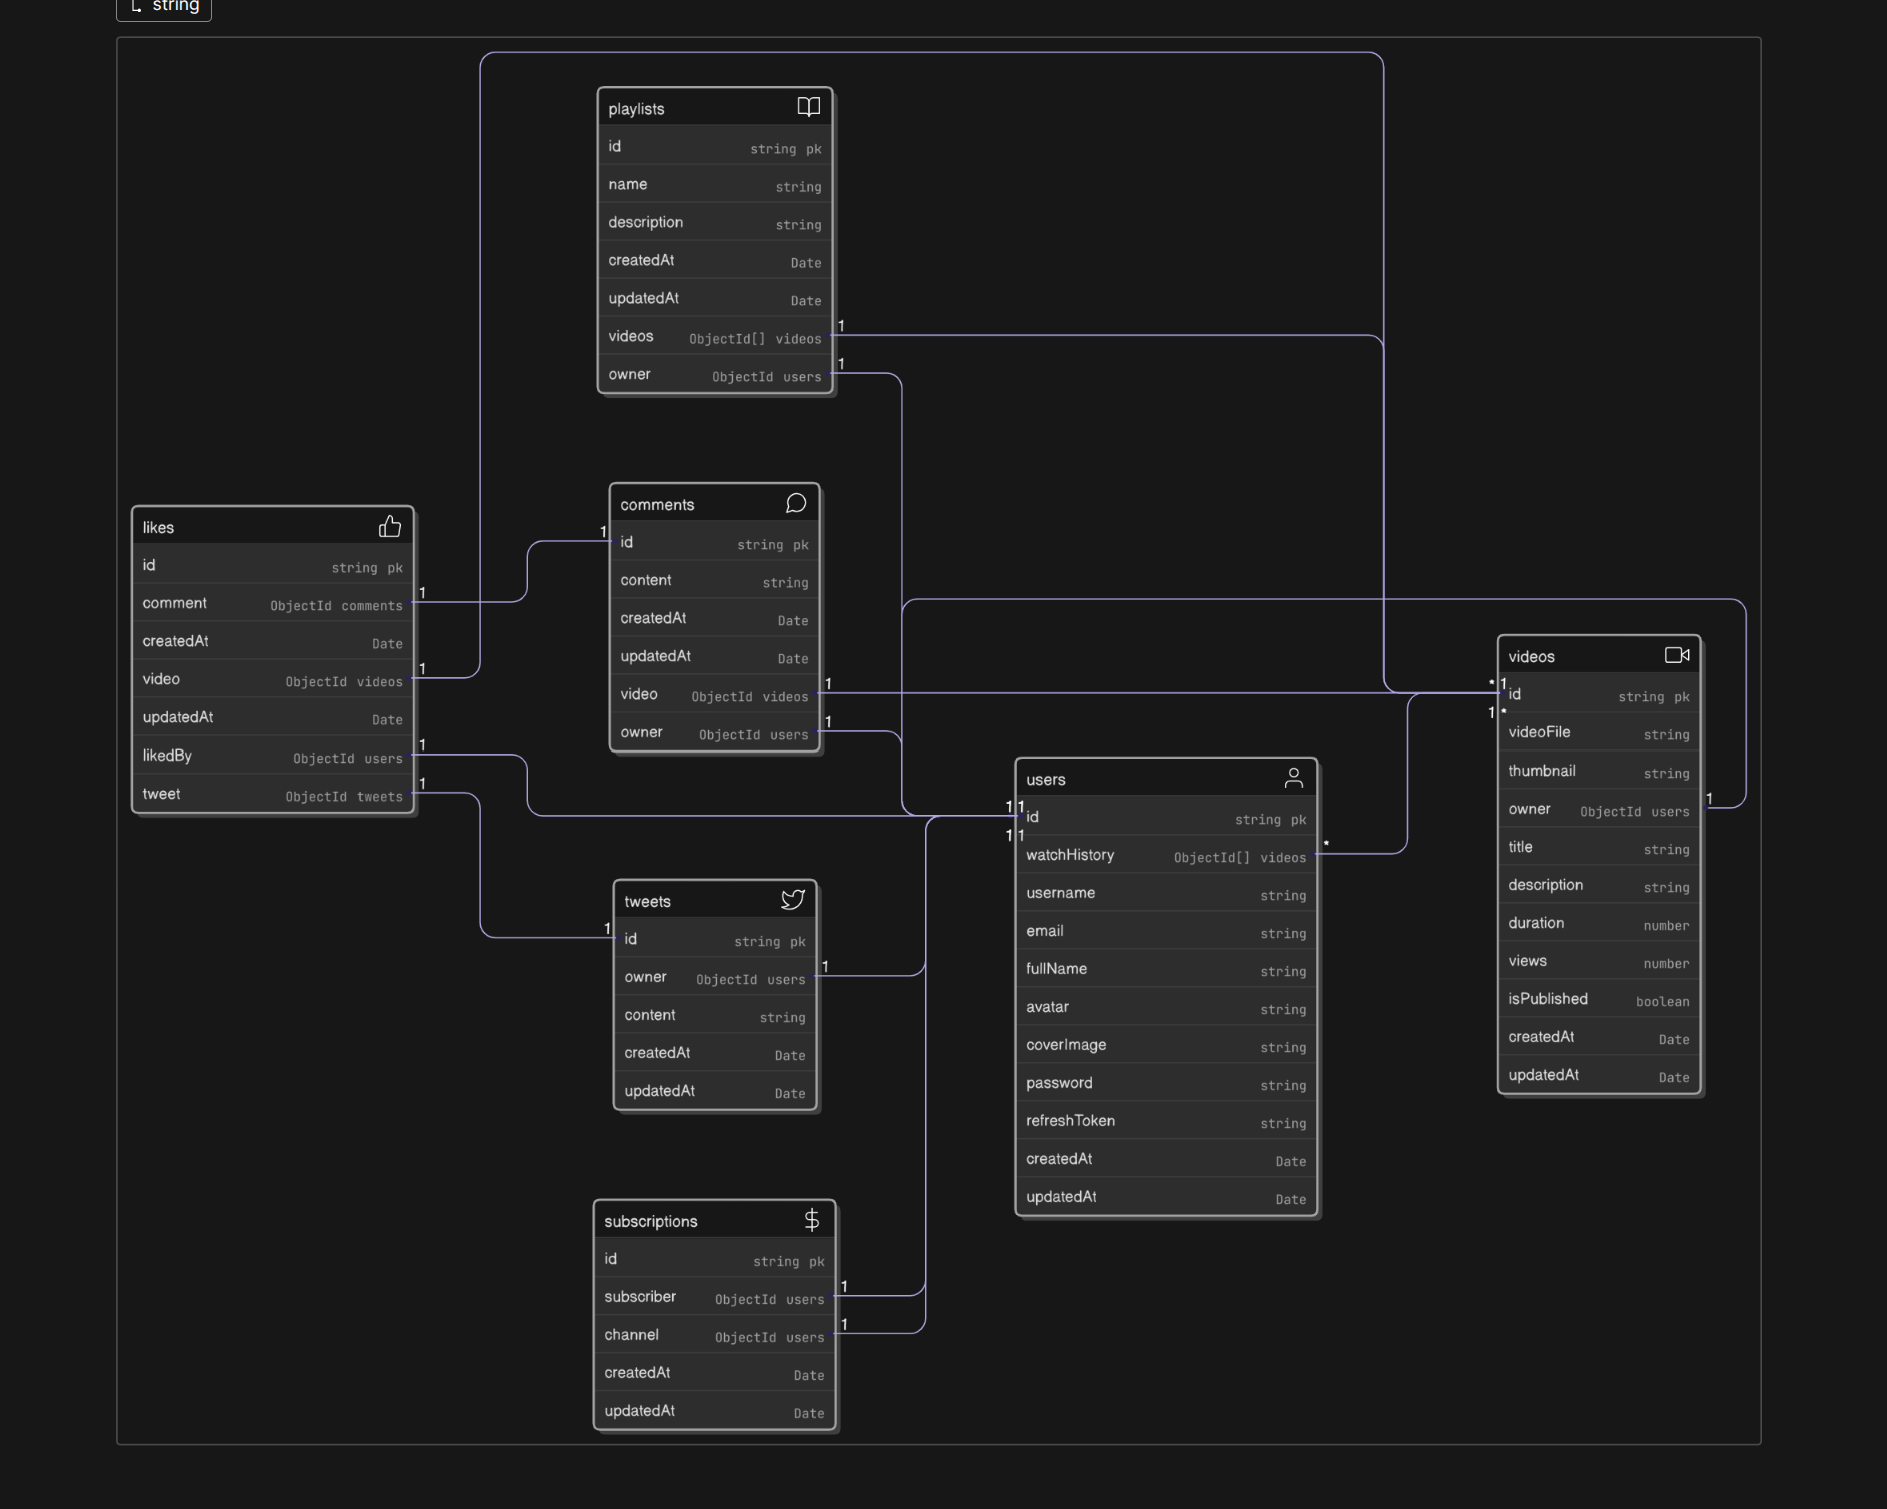 string
playlists
id string pk
name string
description string
createdAt Date
updatedAt Date
videos ObjectId[] videos 1
owner ObjectId users 1
likes
id string pk
comment ObjectId comments 1
createdAt Date
video ObjectId videos 1
updatedAt Date
likedBy ObjectId users 1
tweet ObjectId tweets 1
comments
1 id string pk
content string
createdAt Date
updatedAt Date
video ObjectId videos 1
owner ObjectId users 1
tweets
1 id string pk
owner ObjectId users 1
content string
createdAt Date
updatedAt Date
subscriptions
id string pk
subscriber ObjectId users 1
channel ObjectId users 1
createdAt Date
updatedAt Date
users
11
id string pk
11
watchHistory ObjectId[] videos *
username string
email string
fullName string
avatar string
coverImage string
password string
refreshToken string
createdAt Date
updatedAt Date
videos
* 1
id string pk
1 *
videoFile string
thumbnail string
owner ObjectId users 1
title string
description string
duration number
views number
isPublished boolean
createdAt Date
updatedAt Date